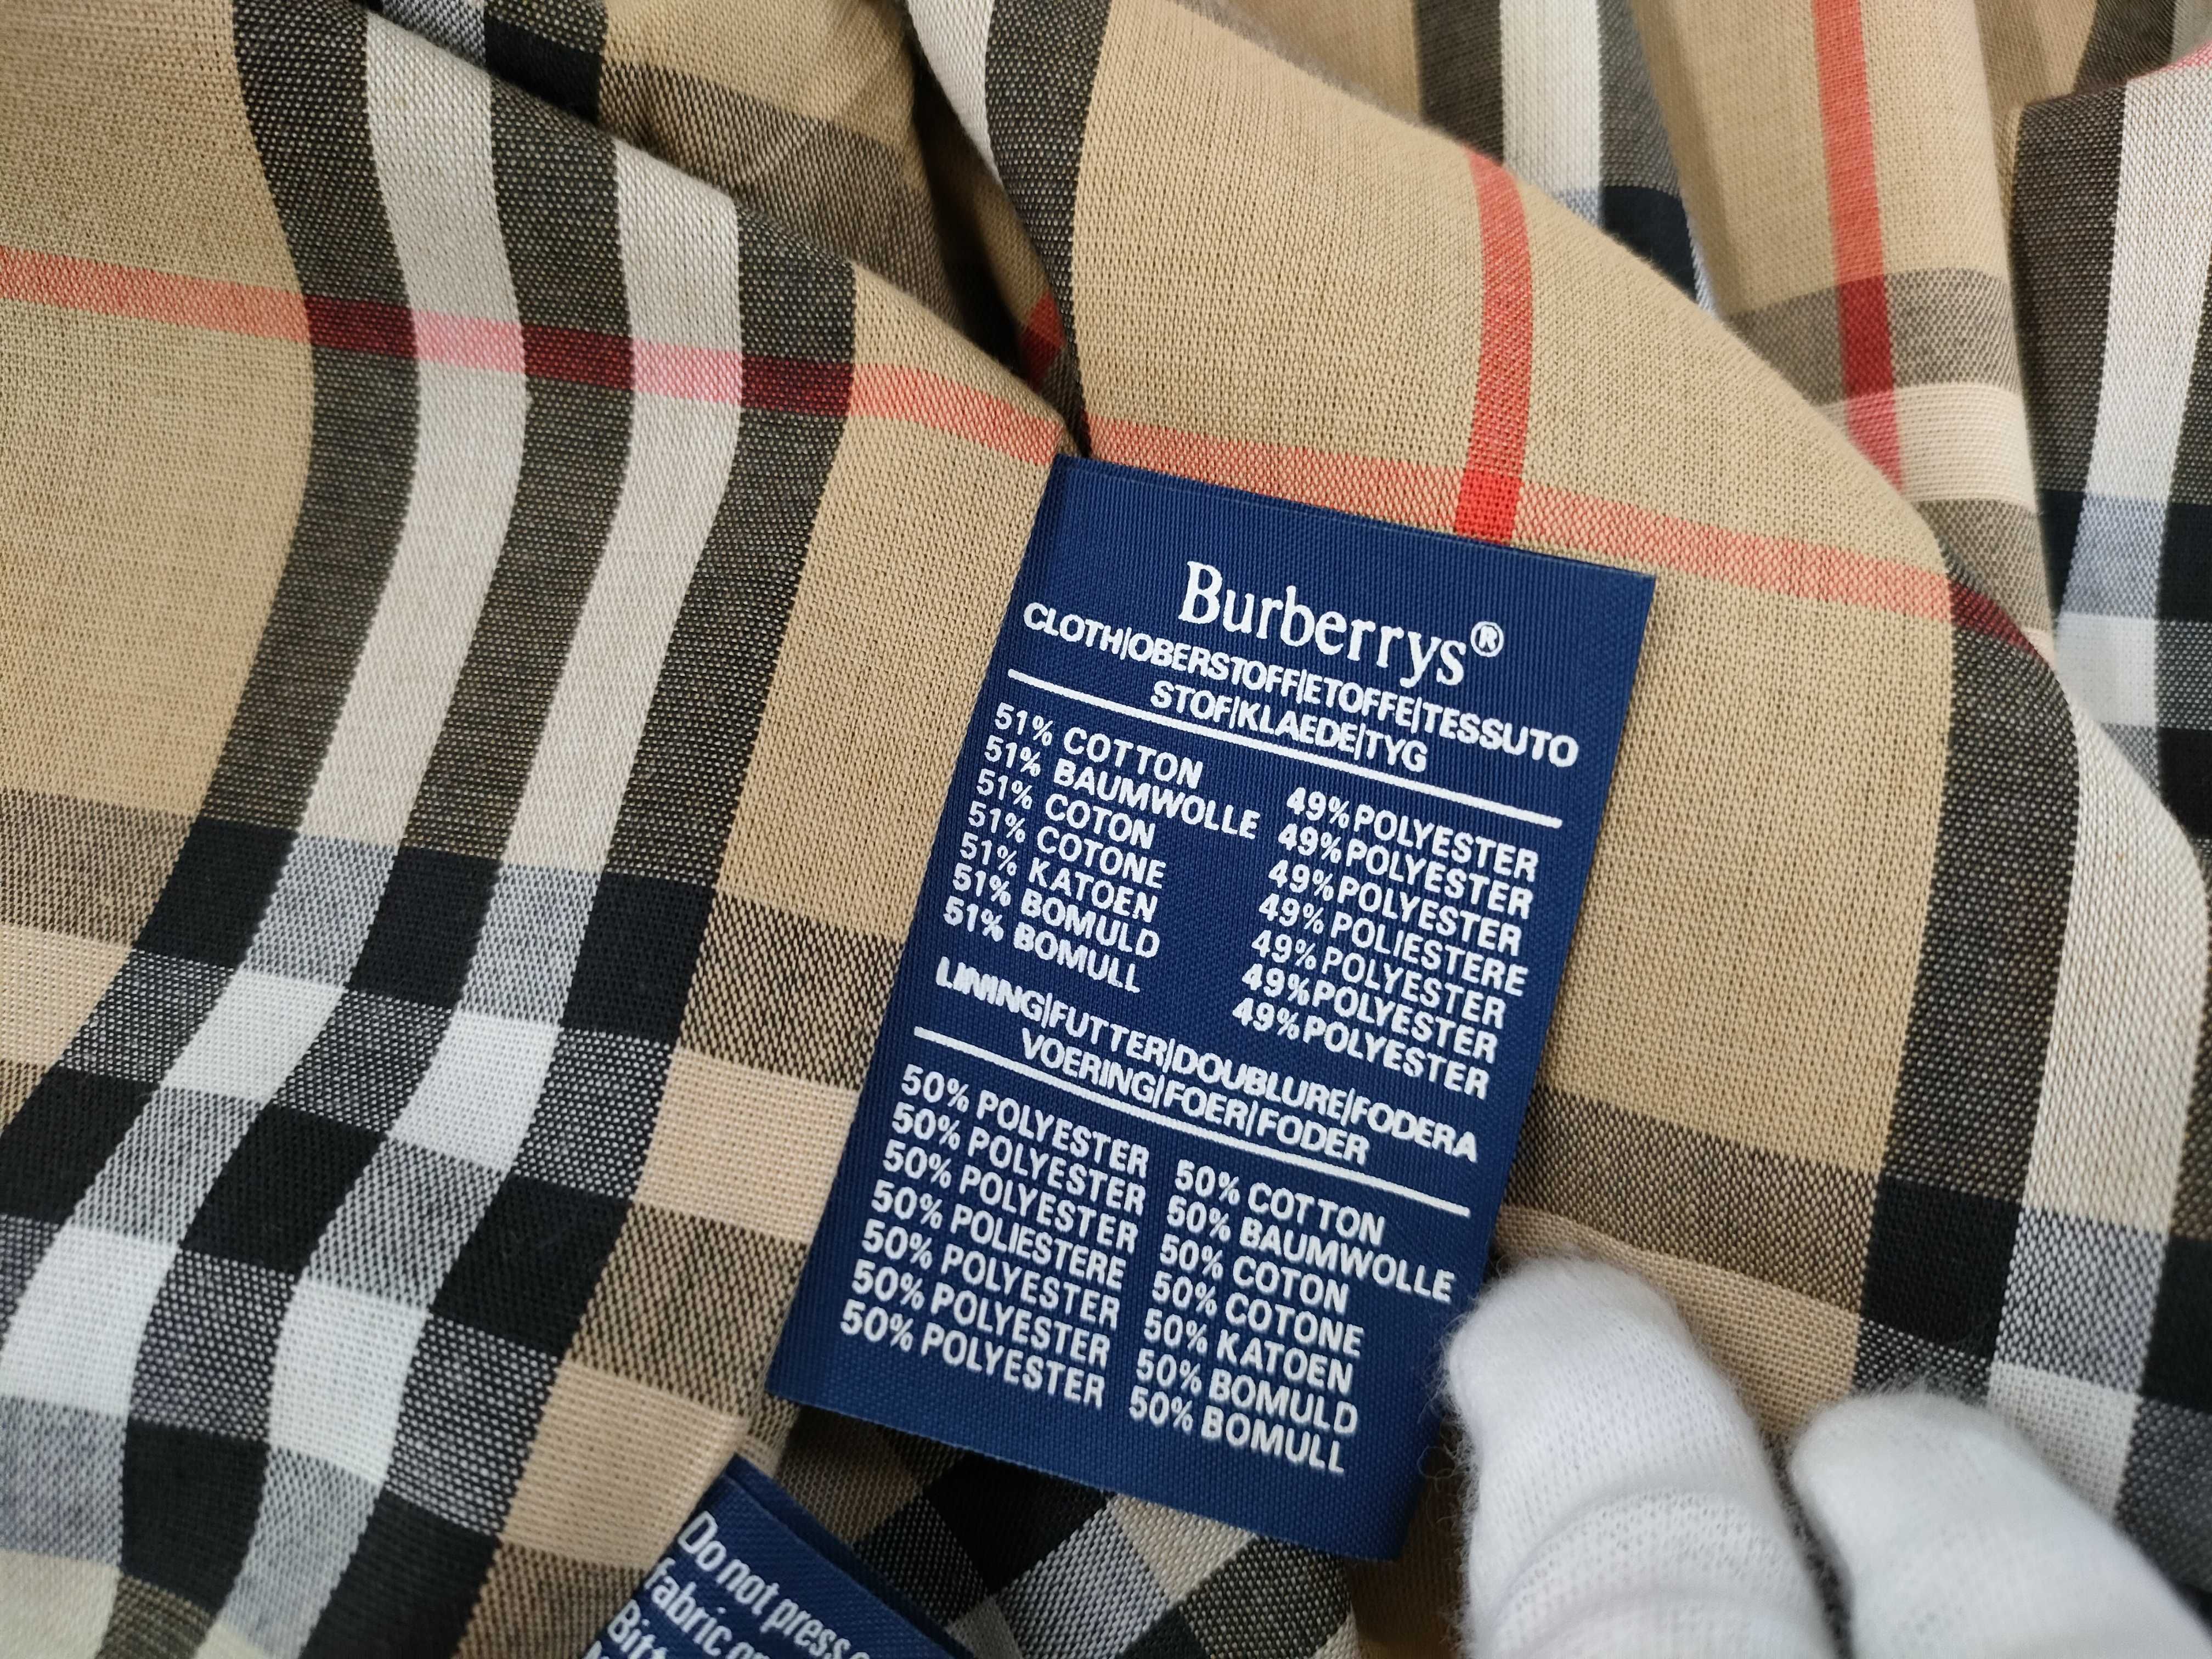 Burberrys®
CLOTH|OBERSTOFF|ETOFFE|TESSUTO
STOF|KLAEDE|TYG
51% COTTON 49% POLYESTER
51% BAUMWOLLE 49% POLYESTER
51% COTON 49% POLYESTER
51% COTONE 49% POLIESTERE
51% KATOEN 49% POLYESTER
51% BOMULD 49% POLYESTER
51% BOMULL 49% POLYESTER
LINING|FUTTER|DOUBLURE|FODERA
VOERING|FOER|FODER
50% POLYESTER 50% COTTON
50% POLYESTER 50% BAUMWOLLE
50% POLYESTER 50% COTON
50% POLIESTERE 50% COTONE
50% POLYESTER 50% KATOEN
50% POLYESTER 50% BOMULD
50% POLYESTER 50% BOMULL
Do not press
fabric